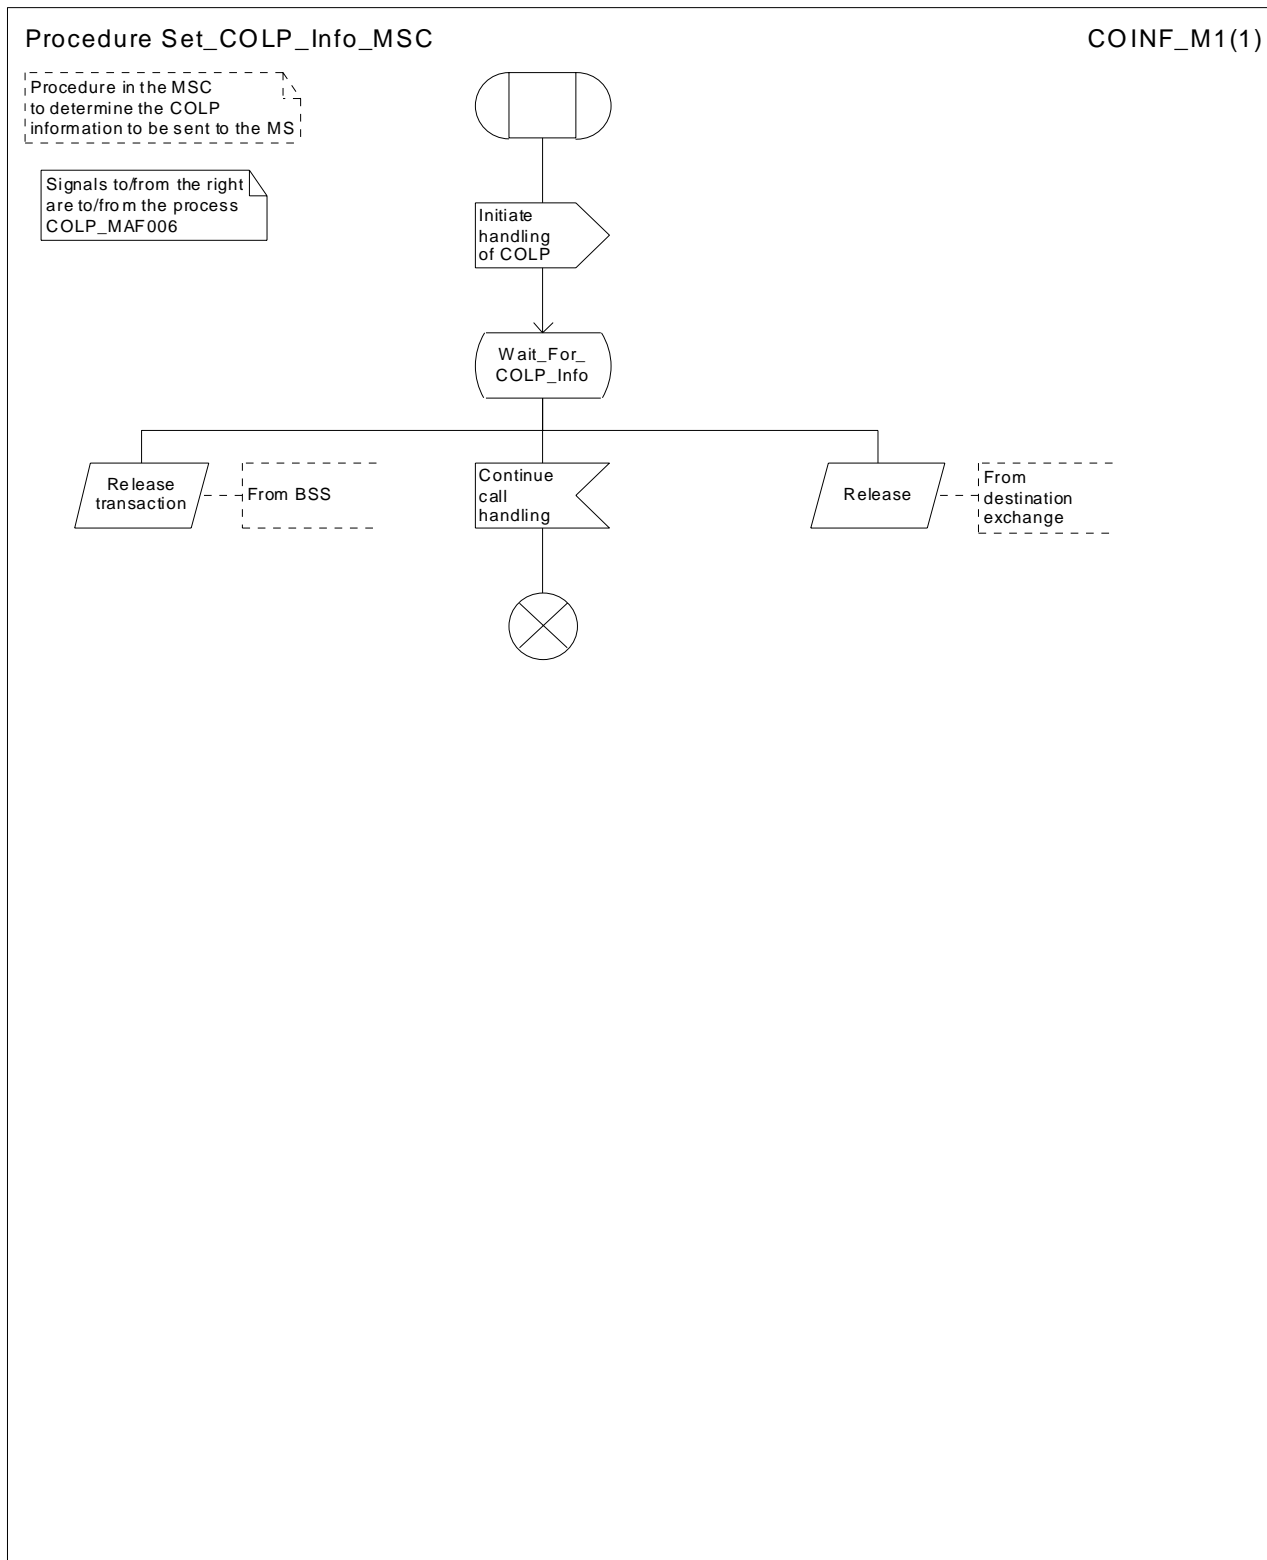 Procedure Set_COLP_Info_MSC
COINF_M1(1)
Procedure in the MSC
to determine the COLP
information to be sent to the MS
Signals to/from the right
are to/from the process
COLP_MAF006
Initiate
handling
of COLP
Wait_For_
COLP_Info
Release
transaction
From BSS
Continue
call
handling
Release
From
destination
exchange